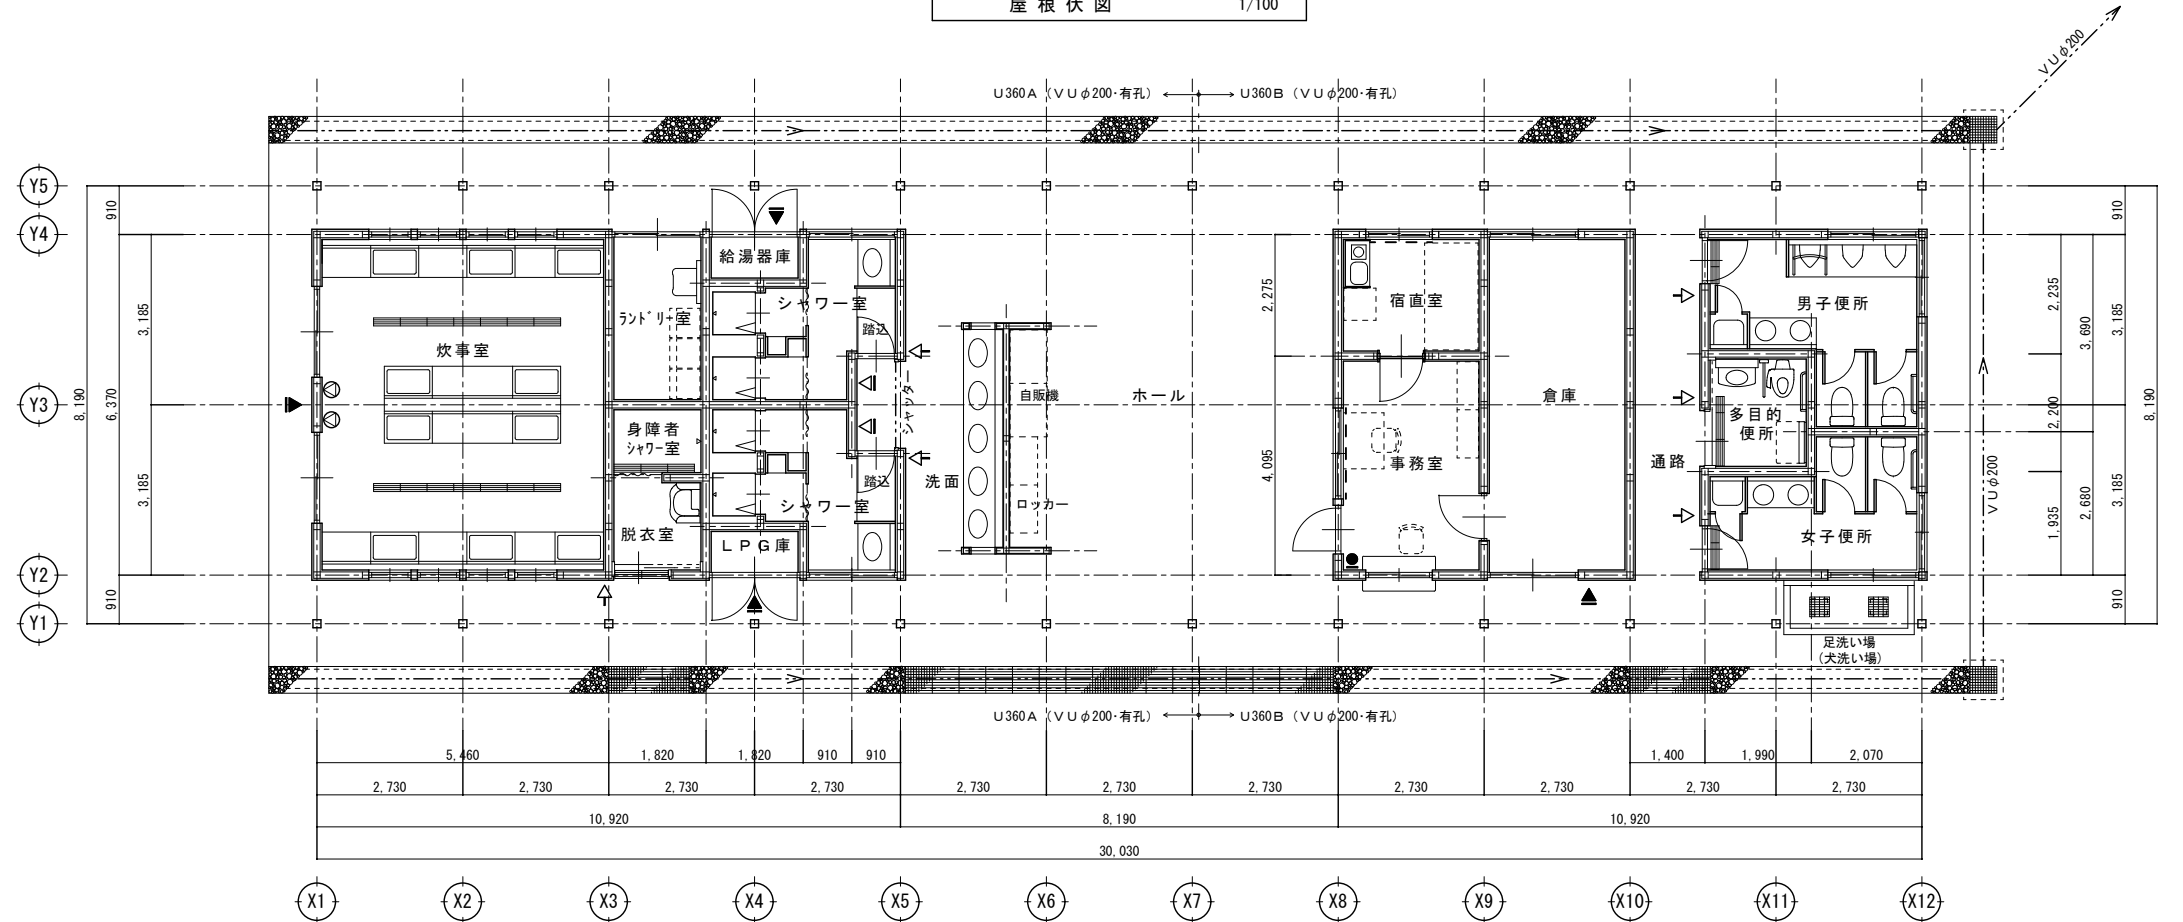 屋根伏図 1/100
VUφ200
U360A（VUφ200・有孔） U360B（VUφ200・有孔）
Y5
Y4
Y3
Y2
Y1
910
3,185
3,185
910
6,370
8,190
給湯器庫
シャワー室
ランドリー室
踏込
炊事室
シャッター
身障者
シャワー室
踏込
シャワー室
脱衣室
LPG庫
洗面
自販機
ロッカー
ホール
2,275
4,095
宿直室
事務室
倉庫
通路
男子便所
多目的
便所
女子便所
足洗い場
（犬洗い場）
VUφ200
910
2,235
3,690
3,185
2,200
8,190
1,935
2,680
3,185
910
U360A（VUφ200・有孔） U360B（VUφ200・有孔）
5,460 1,820 1,820 910 910 1,400 1,990 2,070
2,730 2,730 2,730 2,730 2,730 2,730 2,730 2,730 2,730 2,730 2,730
10,920 8,190 10,920
30,030
X1 X2 X3 X4 X5 X6 X7 X8 X9 X10 X11 X12